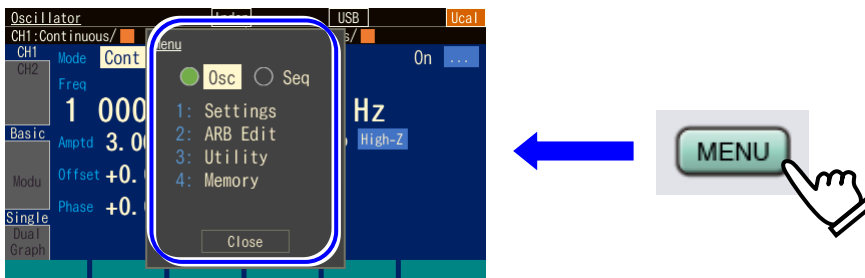 Oscillator USB Ucal
CH1:Continuous/ s/
CH1 Mode Cont On ...
CH2
Menu
Freq
Osc Seq
1 000 Hz
1: Settings
Basic Amptd 3.0 High-Z
2: ARB Edit
3: Utility
Modu Offset +0.
4: Memory
Phase +0.
Single
Dual
Graph
Close
MENU